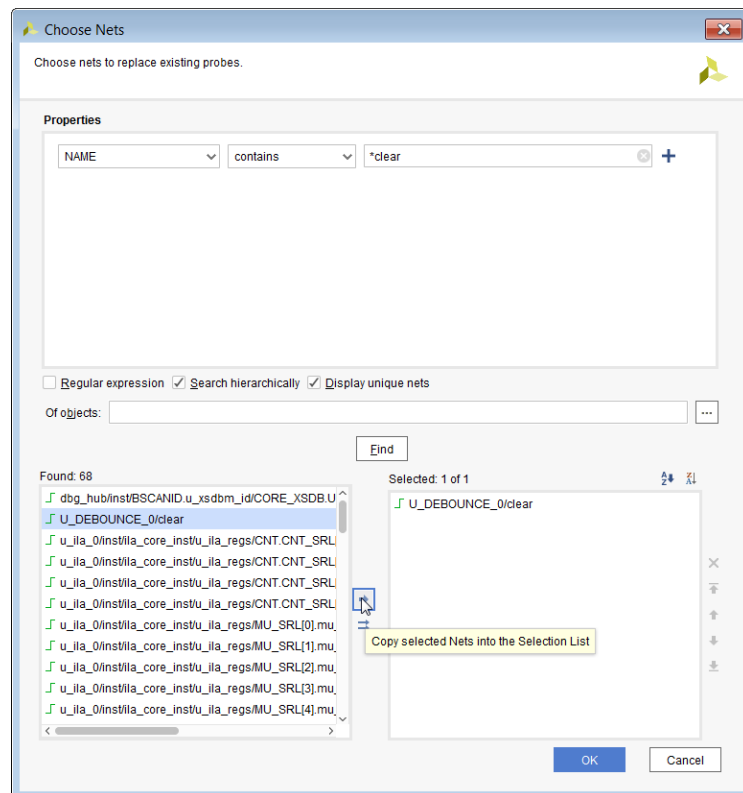 Choose Nets
Choose nets to replace existing probes.
Properties
NAME contains *clear
Regular expression Search hierarchically Display unique nets
Of objects: ...
Find
Found: 68
Selected: 1 of 1
dbg_hub/inst/BSCANID.u_xsdbm_id/CORE_XSDB.U
U_DEBOUNCE_0/clear
u_ila_0/inst/ila_core_inst/u_ila_regs/CNT.CNT_SRL[
u_ila_0/inst/ila_core_inst/u_ila_regs/CNT.CNT_SRL[
u_ila_0/inst/ila_core_inst/u_ila_regs/CNT.CNT_SRL[
u_ila_0/inst/ila_core_inst/u_ila_regs/CNT.CNT_SRL[
u_ila_0/inst/ila_core_inst/u_ila_regs/MU_SRL[0].mu_
u_ila_0/inst/ila_core_inst/u_ila_regs/MU_SRL[1].mu_
u_ila_0/inst/ila_core_inst/u_ila_regs/MU_SRL[2].mu_
u_ila_0/inst/ila_core_inst/u_ila_regs/MU_SRL[3].mu_
u_ila_0/inst/ila_core_inst/u_ila_regs/MU_SRL[4].mu_
U_DEBOUNCE_0/clear
Copy selected Nets into the Selection List
OK Cancel